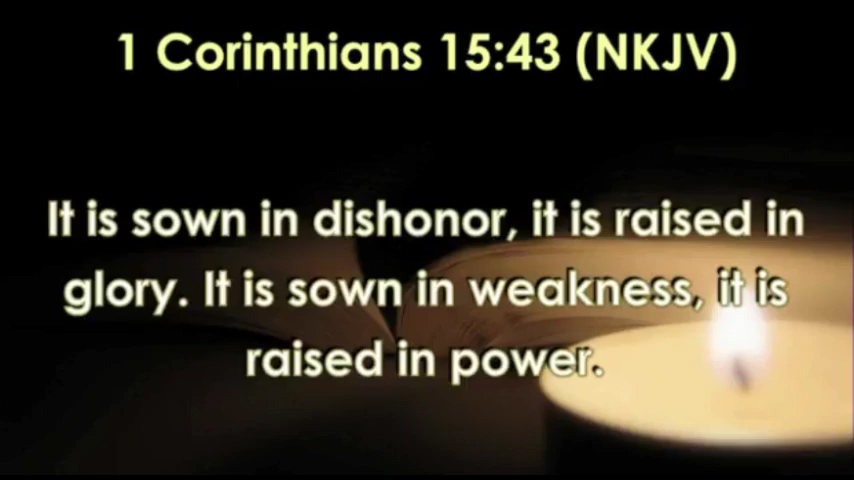 1 Corinthians 15:43 (NKJV)
It is sown in dishonor, it is raised in
glory. It is sown in weakness, it is
raised in power.